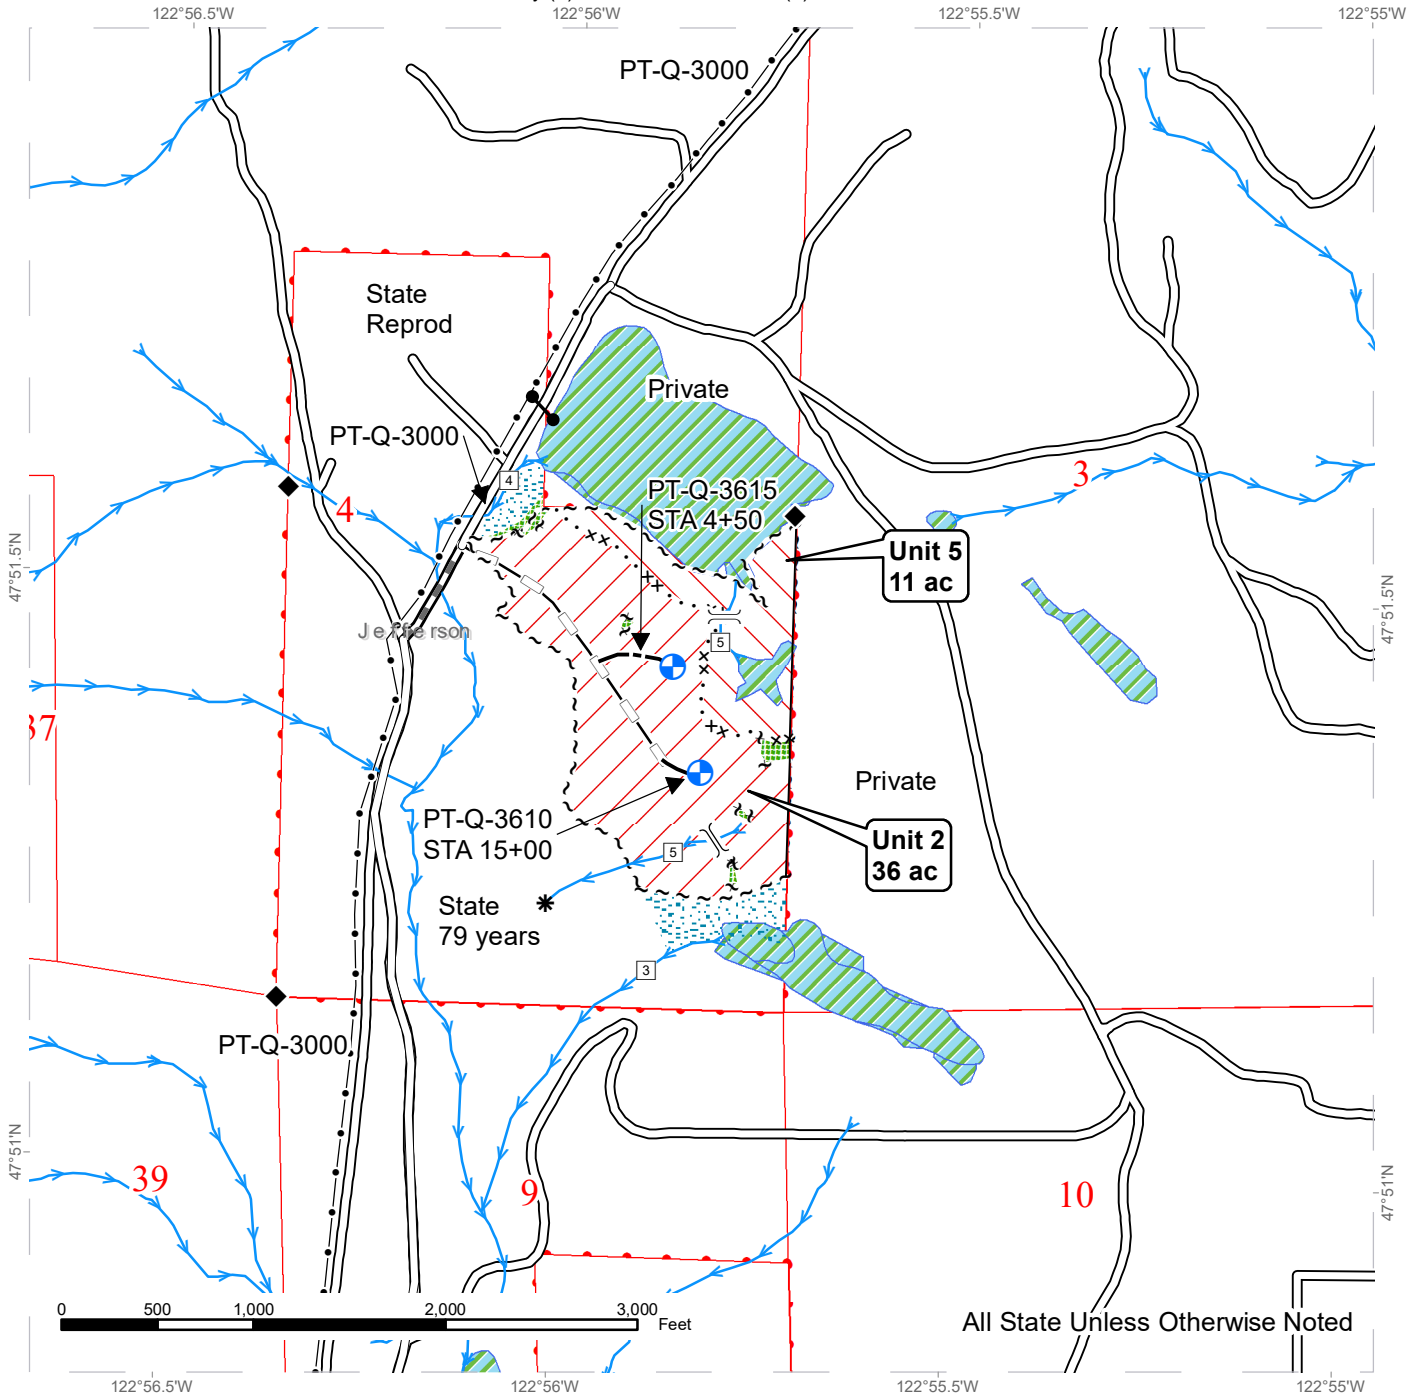 122°56.5'W
122°56'W
122°55.5'W
122°55'W
PT-Q-3000
State
Reprod
Private
PT-Q-3000
4
3
4
PT-Q-3615
STA 4+50
Unit 5
11 ac
47°51.5'N
47°51.5'N
Jefferson
5
37
Private
PT-Q-3610
STA 15+00
Unit 2
36 ac
5
State
79 years
3
PT-Q-3000
47°51'N
39
9
10
47°51'N
0
500
1,000
2,000
3,000
Feet
All State Unless Otherwise Noted
122°56.5'W
122°56'W
122°55.5'W
122°55'W